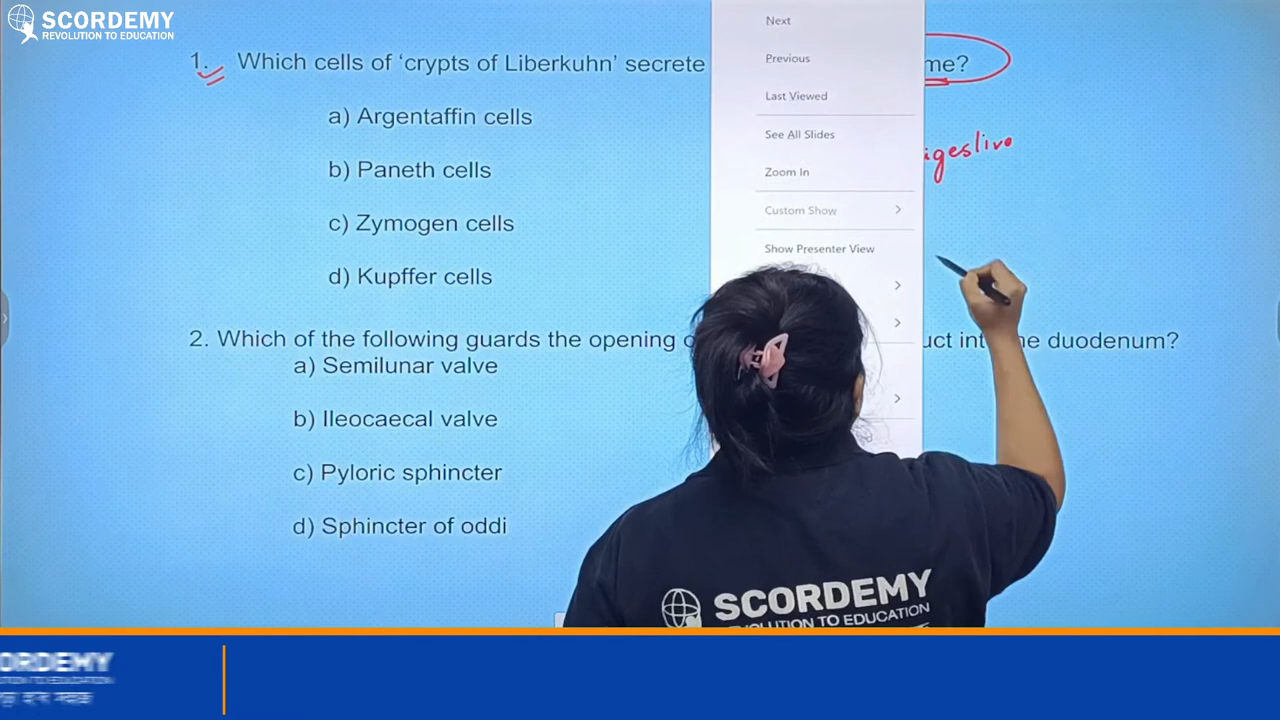 SCORDEMY
REVOLUTION TO EDUCATION
1. Which cells of ‘crypts of Liberkuhn’ secrete me?
a) Argentaffin cells
b) Paneth cells
c) Zymogen cells
d) Kupffer cells
igestive
2. Which of the following guards the opening uct int he duodenum?
a) Semilunar valve
b) Ileocaecal valve
c) Pyloric sphincter
d) Sphincter of oddi
Next
Previous
Last Viewed
See All Slides
Zoom In
Custom Show
Show Presenter View
SCORDEMY
TO EDUCATION
ORDEMY